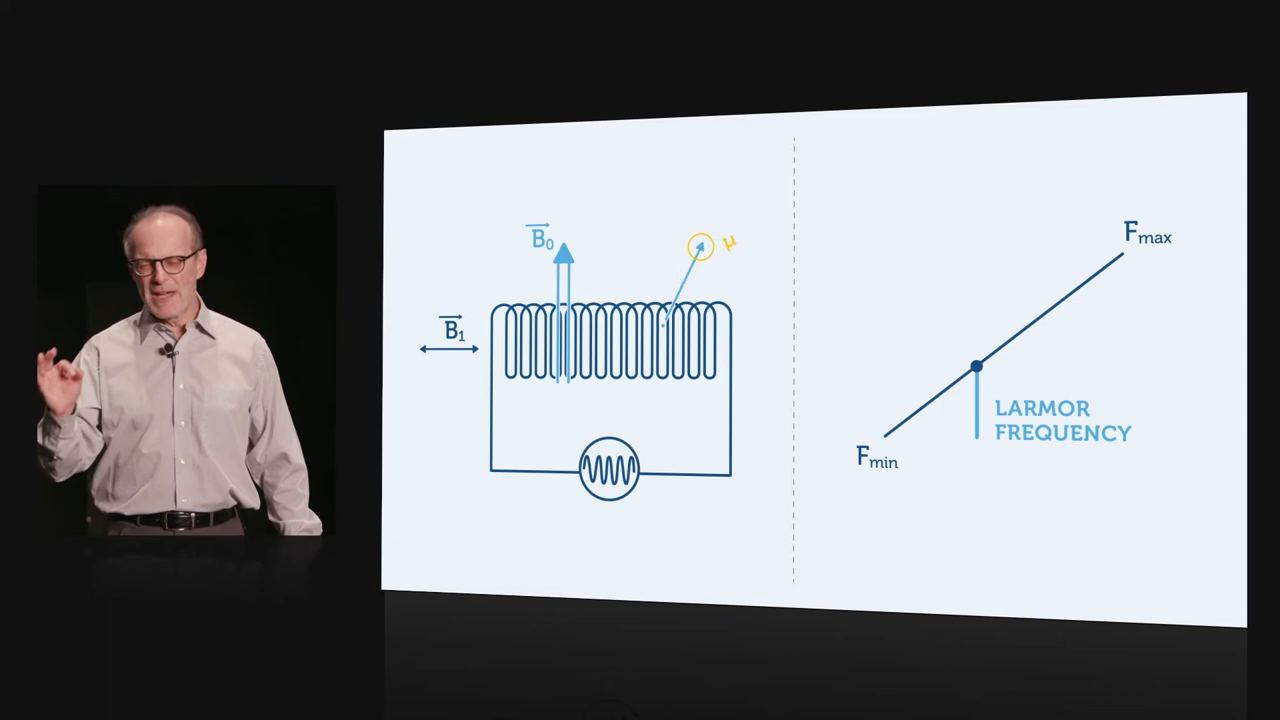 B₀
μ
B₁
Fmax
LARMOR
FREQUENCY
Fmin